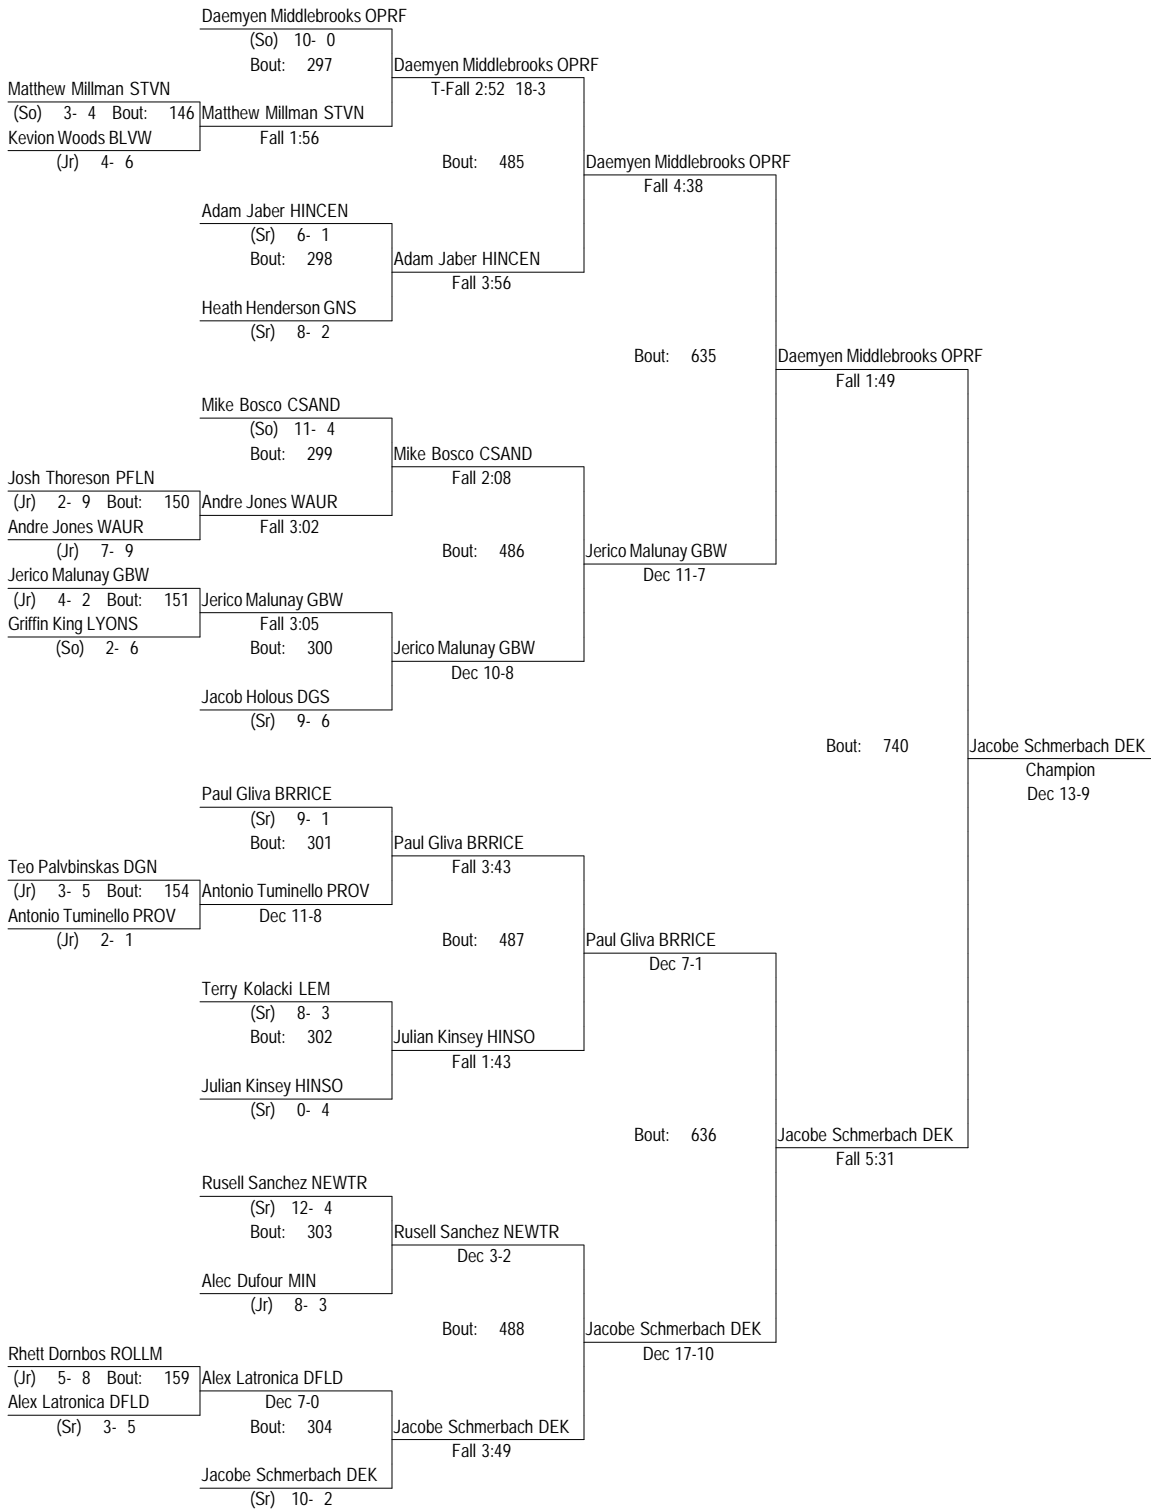 Daemyen Middlebrooks OPRF
(So) 10- 0
Bout: 297
Daemyen Middlebrooks OPRF
T-Fall 2:52 18-3
Matthew Millman STVN
(So) 3- 4 Bout: 146
Matthew Millman STVN
Kevion Woods BLVW
Fall 1:56
(Jr) 4- 6
Bout: 485
Daemyen Middlebrooks OPRF
Fall 4:38
Adam Jaber HINCEN
(Sr) 6- 1
Bout: 298
Adam Jaber HINCEN
Fall 3:56
Heath Henderson GNS
(Sr) 8- 2
Bout: 635
Daemyen Middlebrooks OPRF
Fall 1:49
Mike Bosco CSAND
(So) 11- 4
Bout: 299
Mike Bosco CSAND
Fall 2:08
Josh Thoreson PFLN
(Jr) 2- 9 Bout: 150
Andre Jones WAUR
Andre Jones WAUR
Fall 3:02
(Jr) 7- 9
Bout: 486
Jerico Malunay GBW
Dec 11-7
Jerico Malunay GBW
(Jr) 4- 2 Bout: 151
Jerico Malunay GBW
Griffin King LYONS
Fall 3:05
(So) 2- 6
Bout: 300
Jerico Malunay GBW
Dec 10-8
Jacob Holous DGS
(Sr) 9- 6
Bout: 740
Jacobe Schmerbach DEK
Champion
Dec 13-9
Paul Gliva BRRICE
(Sr) 9- 1
Bout: 301
Paul Gliva BRRICE
Fall 3:43
Teo Palvbinskas DGN
(Jr) 3- 5 Bout: 154
Antonio Tuminello PROV
Antonio Tuminello PROV
Dec 11-8
(Jr) 2- 1
Bout: 487
Paul Gliva BRRICE
Dec 7-1
Terry Kolacki LEM
(Sr) 8- 3
Bout: 302
Julian Kinsey HINSO
Fall 1:43
Julian Kinsey HINSO
(Sr) 0- 4
Bout: 636
Jacobe Schmerbach DEK
Fall 5:31
Rusell Sanchez NEWTR
(Sr) 12- 4
Bout: 303
Rusell Sanchez NEWTR
Dec 3-2
Alec Dufour MIN
(Jr) 8- 3
Bout: 488
Jacobe Schmerbach DEK
Dec 17-10
Rhett Dornbos ROLLM
(Jr) 5- 8 Bout: 159
Alex Latronica DFLD
Alex Latronica DFLD
Dec 7-0
(Sr) 3- 5
Bout: 304
Jacobe Schmerbach DEK
Fall 3:49
Jacobe Schmerbach DEK
(Sr) 10- 2